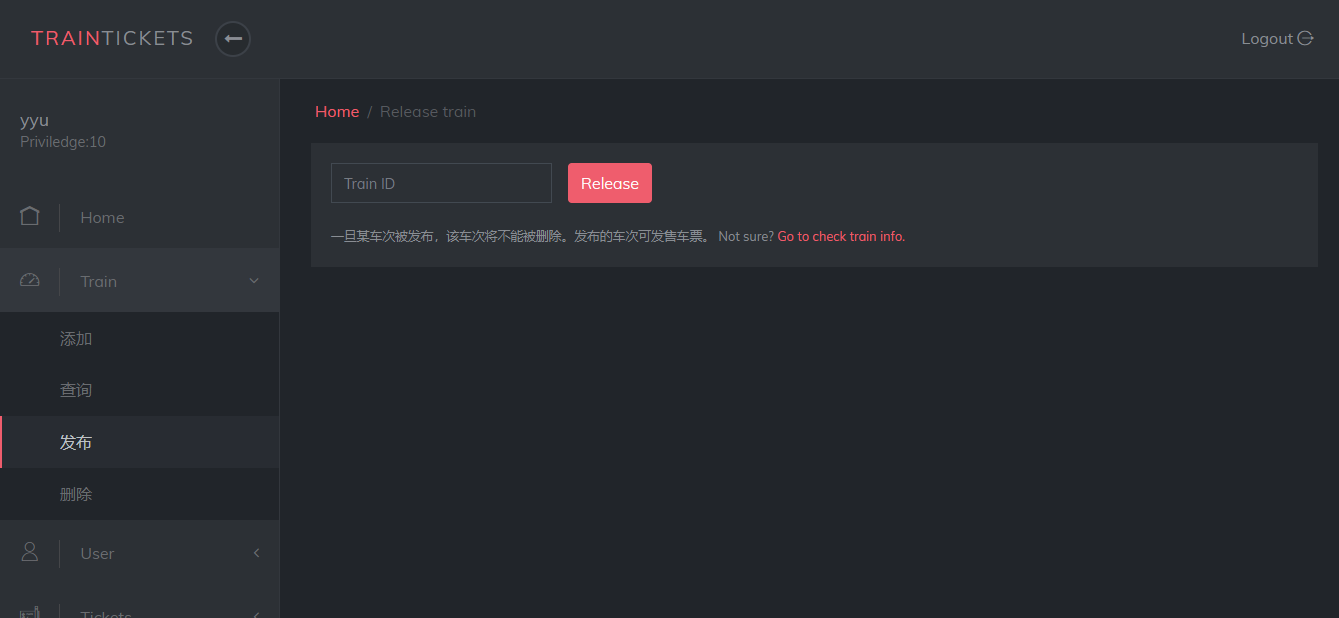 TRAINTICKETS
Logout
yyu
Priviledge:10
Home / Release train
Train ID
Release
一旦某车次被发布，该车次将不能被删除。发布的车次可发售车票。 Not sure? Go to check train info.
Home
Train
添加
查询
发布
删除
User
Tickets